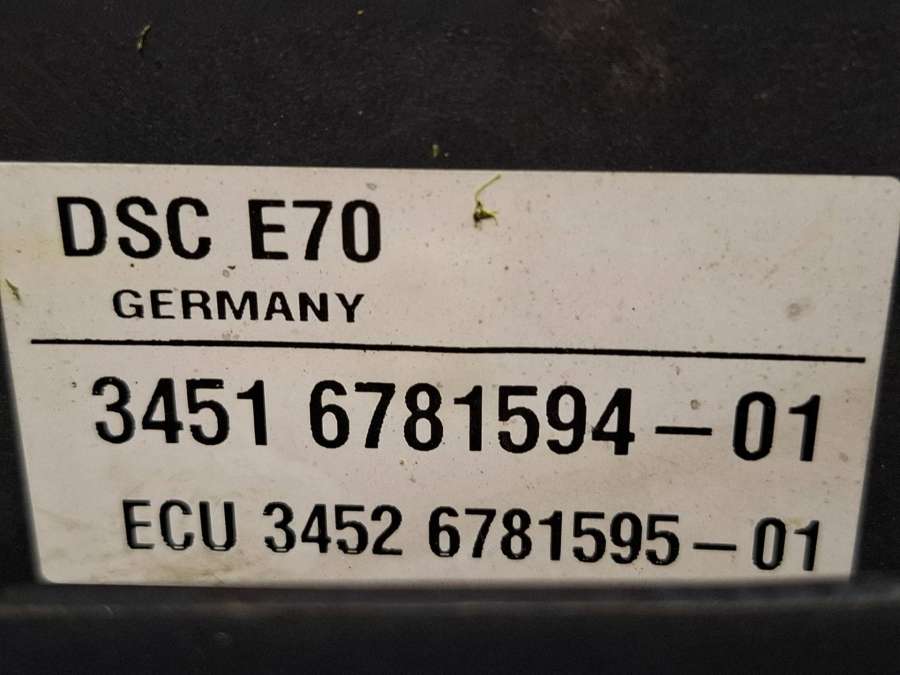 DSC E70
GERMANY
3451 6781594-01
ECU 3452 6781595-01